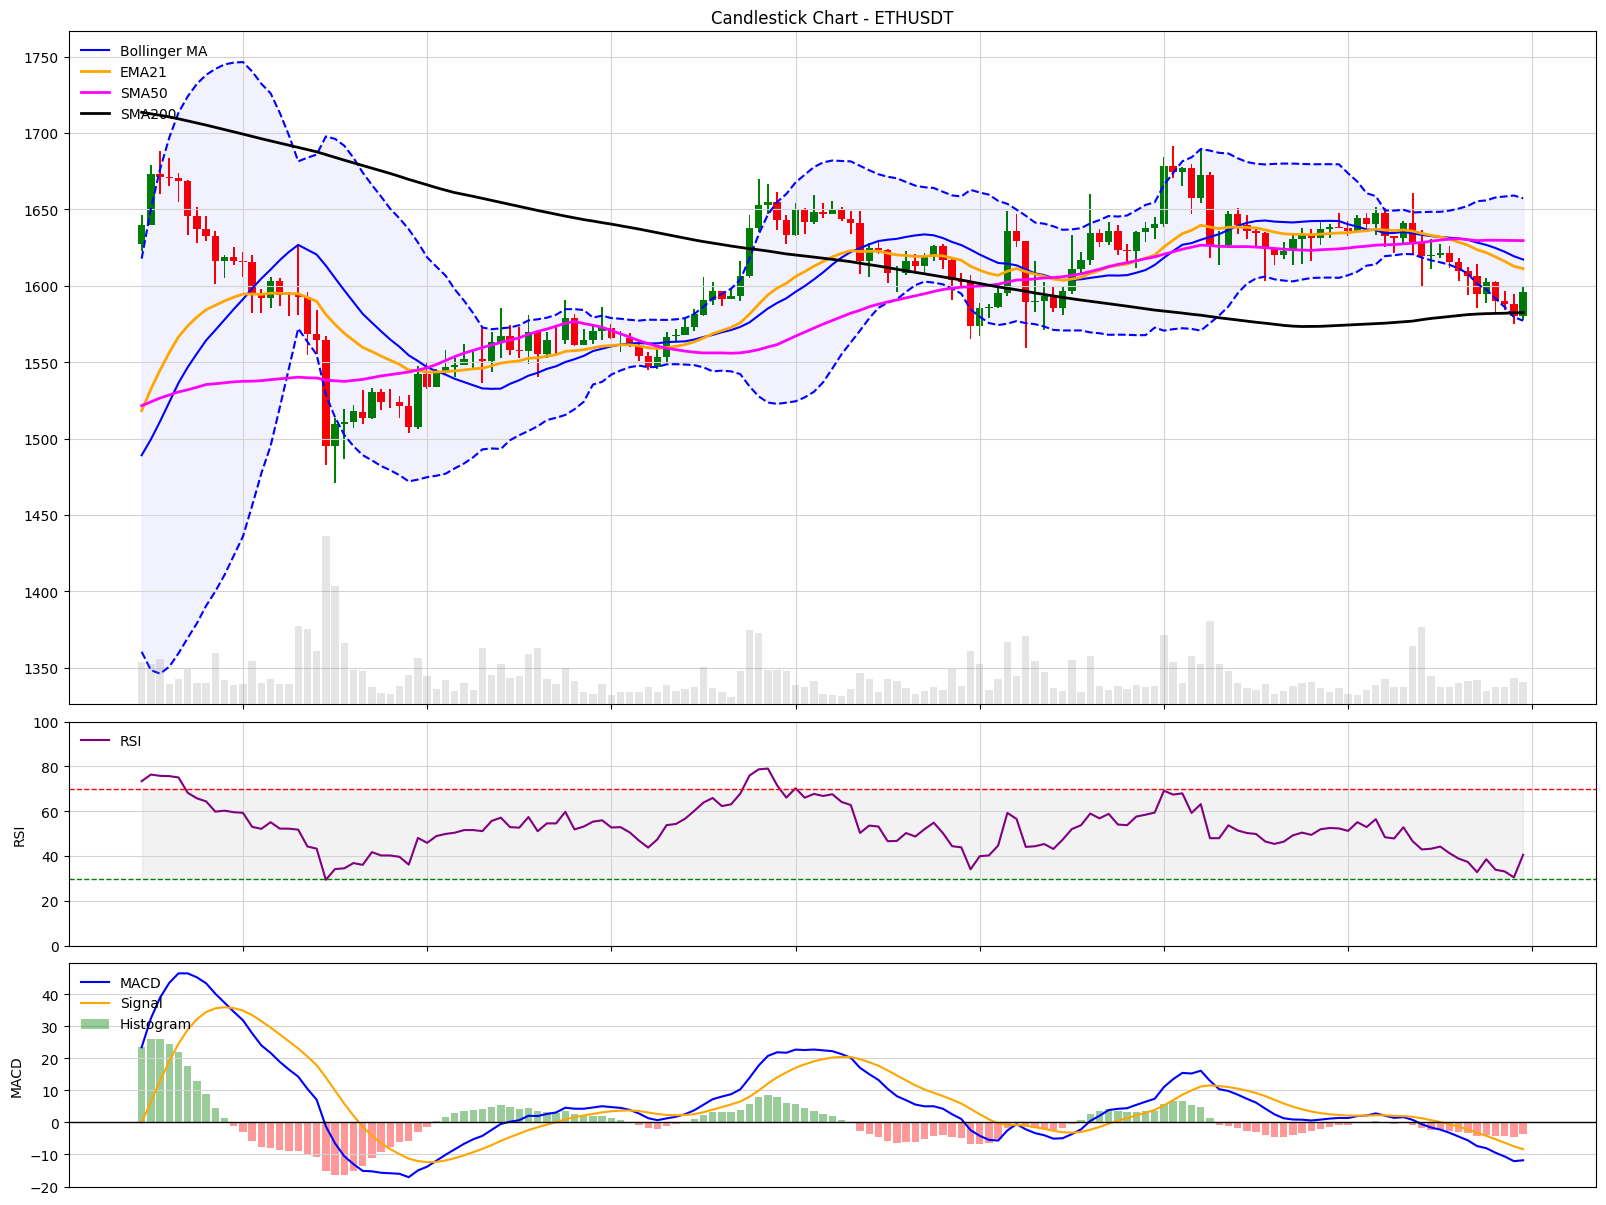 Candlestick Chart - ETHUSDT
Bollinger MA
EMA21
SMA50
SMA200
1750
1700
1650
1600
1550
1500
1450
1400
1350
RSI
100
80
60
40
20
0
RSI
MACD
Signal
Histogram
40
30
20
10
0
−10
−20
MACD